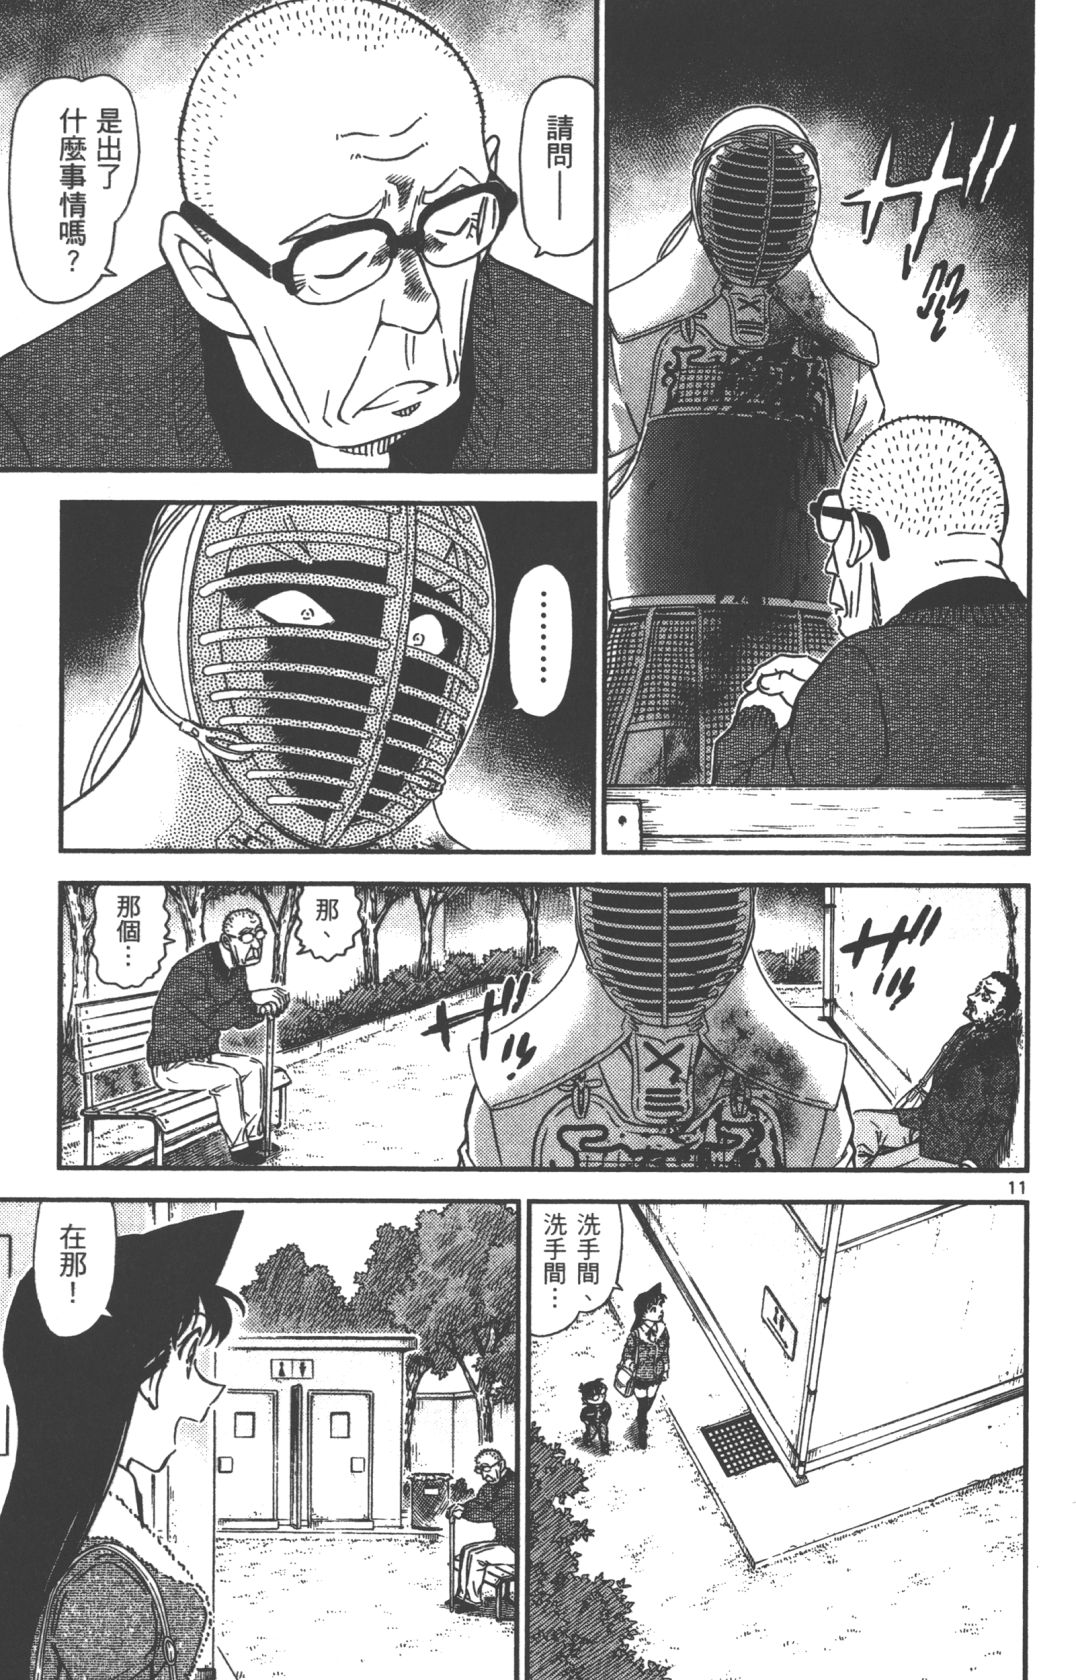 請問——
是出了
什麼事情嗎？
………
那、
那個…
11
洗手間、
洗手間…
在那！